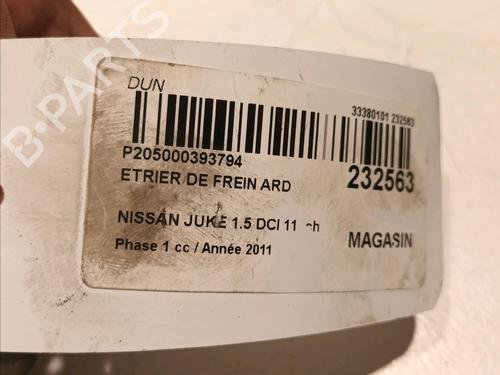 DUN
33380101 232563
P205000393794
232563
ETRIER DE FREIN ARD
NISSAN JUKE 1.5 DCI 11
MAGASIN
Phase 1 cc / Année 2011
B-PARTS